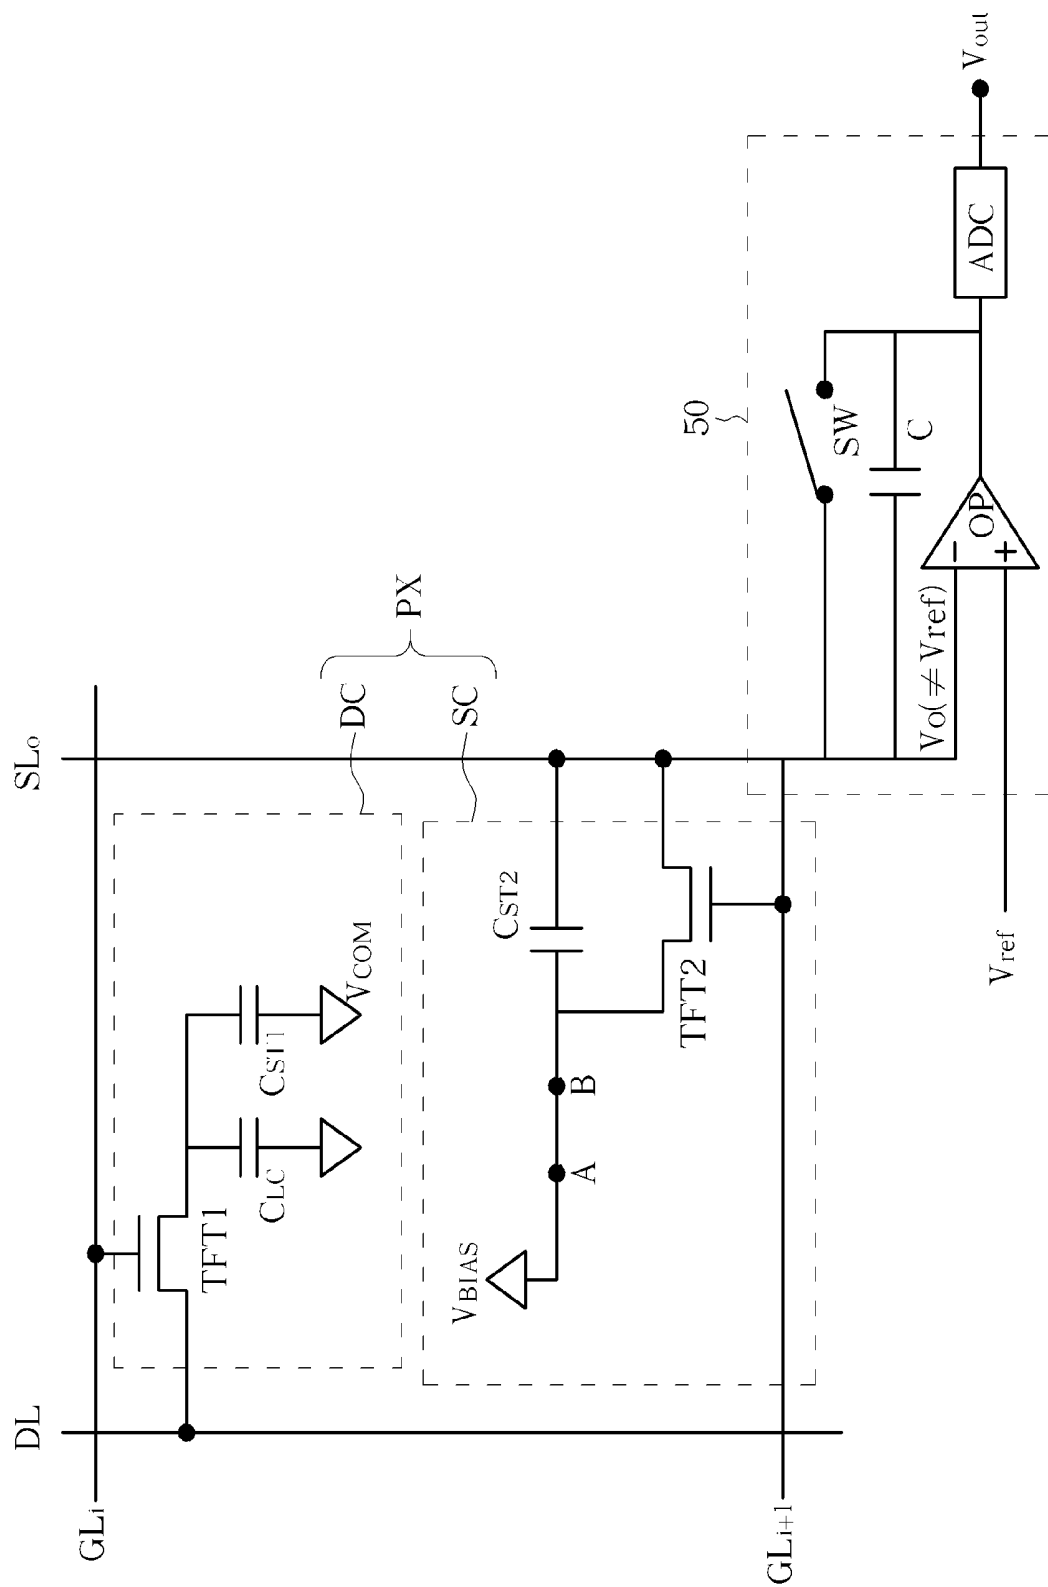 DL
SLo
GLi
TFT1
CLC
CST1
VCOM
DC
SC
PX
VBIAS
A
B
CST2
TFT2
GLi+1
50
SW
C
Vo(≠Vref)
OP
−
+
Vref
ADC
Vout